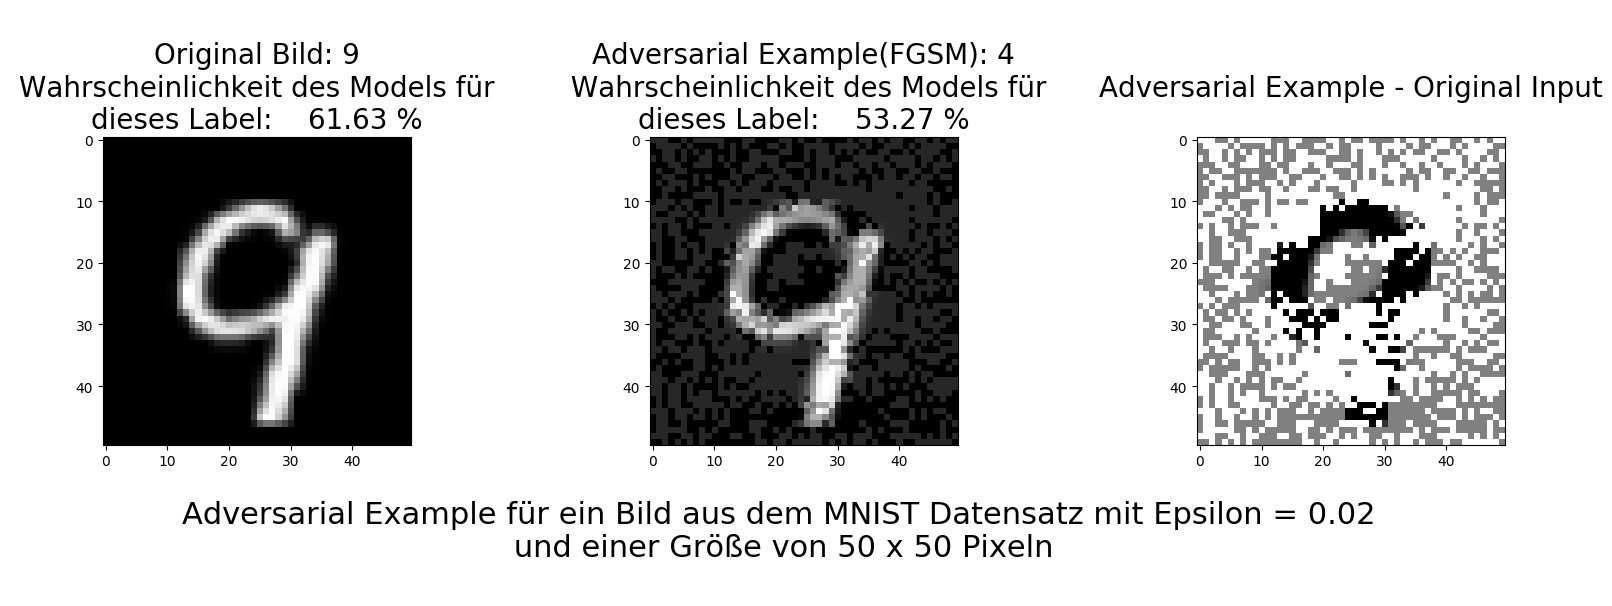 Original Bild: 9
Wahrscheinlichkeit des Models für
dieses Label: 61.63 %
0
10
20
30
40
0 10 20 30 40
Adversarial Example(FGSM): 4
Wahrscheinlichkeit des Models für
dieses Label: 53.27 %
0
10
20
30
40
0 10 20 30 40
Adversarial Example - Original Input
0
10
20
30
40
0 10 20 30 40
Adversarial Example für ein Bild aus dem MNIST Datensatz mit Epsilon = 0.02
und einer Größe von 50 x 50 Pixeln